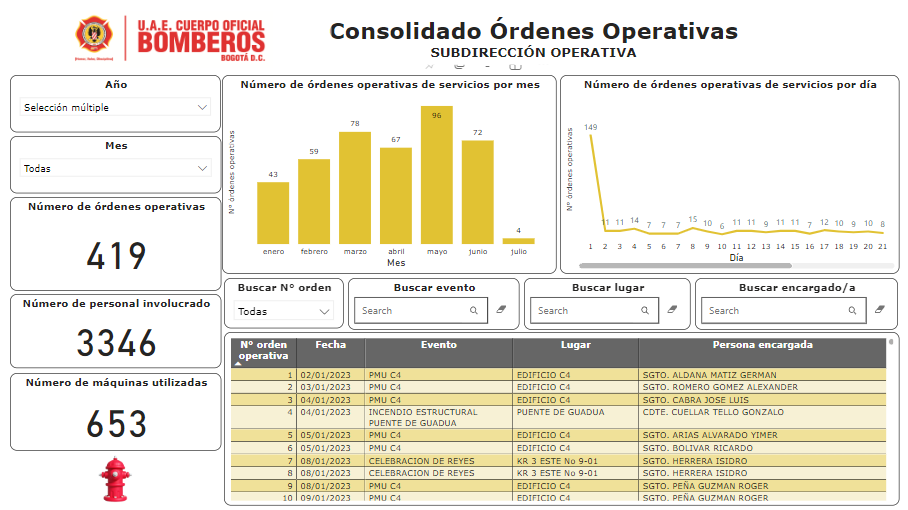 U.A.E. CUERPO OFICIAL
BOMBEROS
BOGOTÁ D.C.
Consolidado Órdenes Operativas
SUBDIRECCIÓN OPERATIVA
Año
Selección múltiple
Mes
Todas
Número de órdenes operativas
419
Número de personal involucrado
3346
Número de máquinas utilizadas
653
Número de órdenes operativas de servicios por mes
Nº órdenes operativas
43 59 78 67 96 72 4
enero febrero marzo abril mayo junio julio
Mes
Número de órdenes operativas de servicios por día
Nº órdenes operativas
149 11 11 14 7 7 7 15 10 6 11 11 9 11 11 7 12 10 9 10 8
1 2 3 4 5 6 7 8 9 10 11 12 13 14 15 16 17 18 19 20 21
Día
Buscar Nº orden
Todas
Buscar evento
Search
Buscar lugar
Search
Buscar encargado/a
Search
Nº orden operativa Fecha Evento Lugar Persona encargada
1 02/01/2023 PMU C4 EDIFICIO C4 SGTO. ALDANA MATIZ GERMAN
2 03/01/2023 PMU C4 EDIFICIO C4 SGTO. ROMERO GOMEZ ALEXANDER
3 04/01/2023 PMU C4 EDIFICIO C4 SGTO. CABRA JOSE LUIS
4 04/01/2023 INCENDIO ESTRUCTURAL PUENTE DE GUADUA PUENTE DE GUADUA CDTE. CUELLAR TELLO GONZALO
5 05/01/2023 PMU C4 EDIFICIO C4 SGTO. ARIAS ALVARADO YIMER
6 05/01/2023 PMU C4 EDIFICIO C4 SGTO. BOLIVAR RICARDO
7 08/01/2023 CELEBRACION DE REYES KR 3 ESTE No 9-01 SGTO. HERRERA ISIDRO
8 08/01/2023 CELEBRACION DE REYES KR 3 ESTE No 9-01 SGTO. HERRERA ISIDRO
9 08/01/2023 PMU C4 EDIFICIO C4 SGTO. PEÑA GUZMAN ROGER
10 09/01/2023 PMU C4 EDIFICIO C4 SGTO. PEÑA GUZMAN ROGER